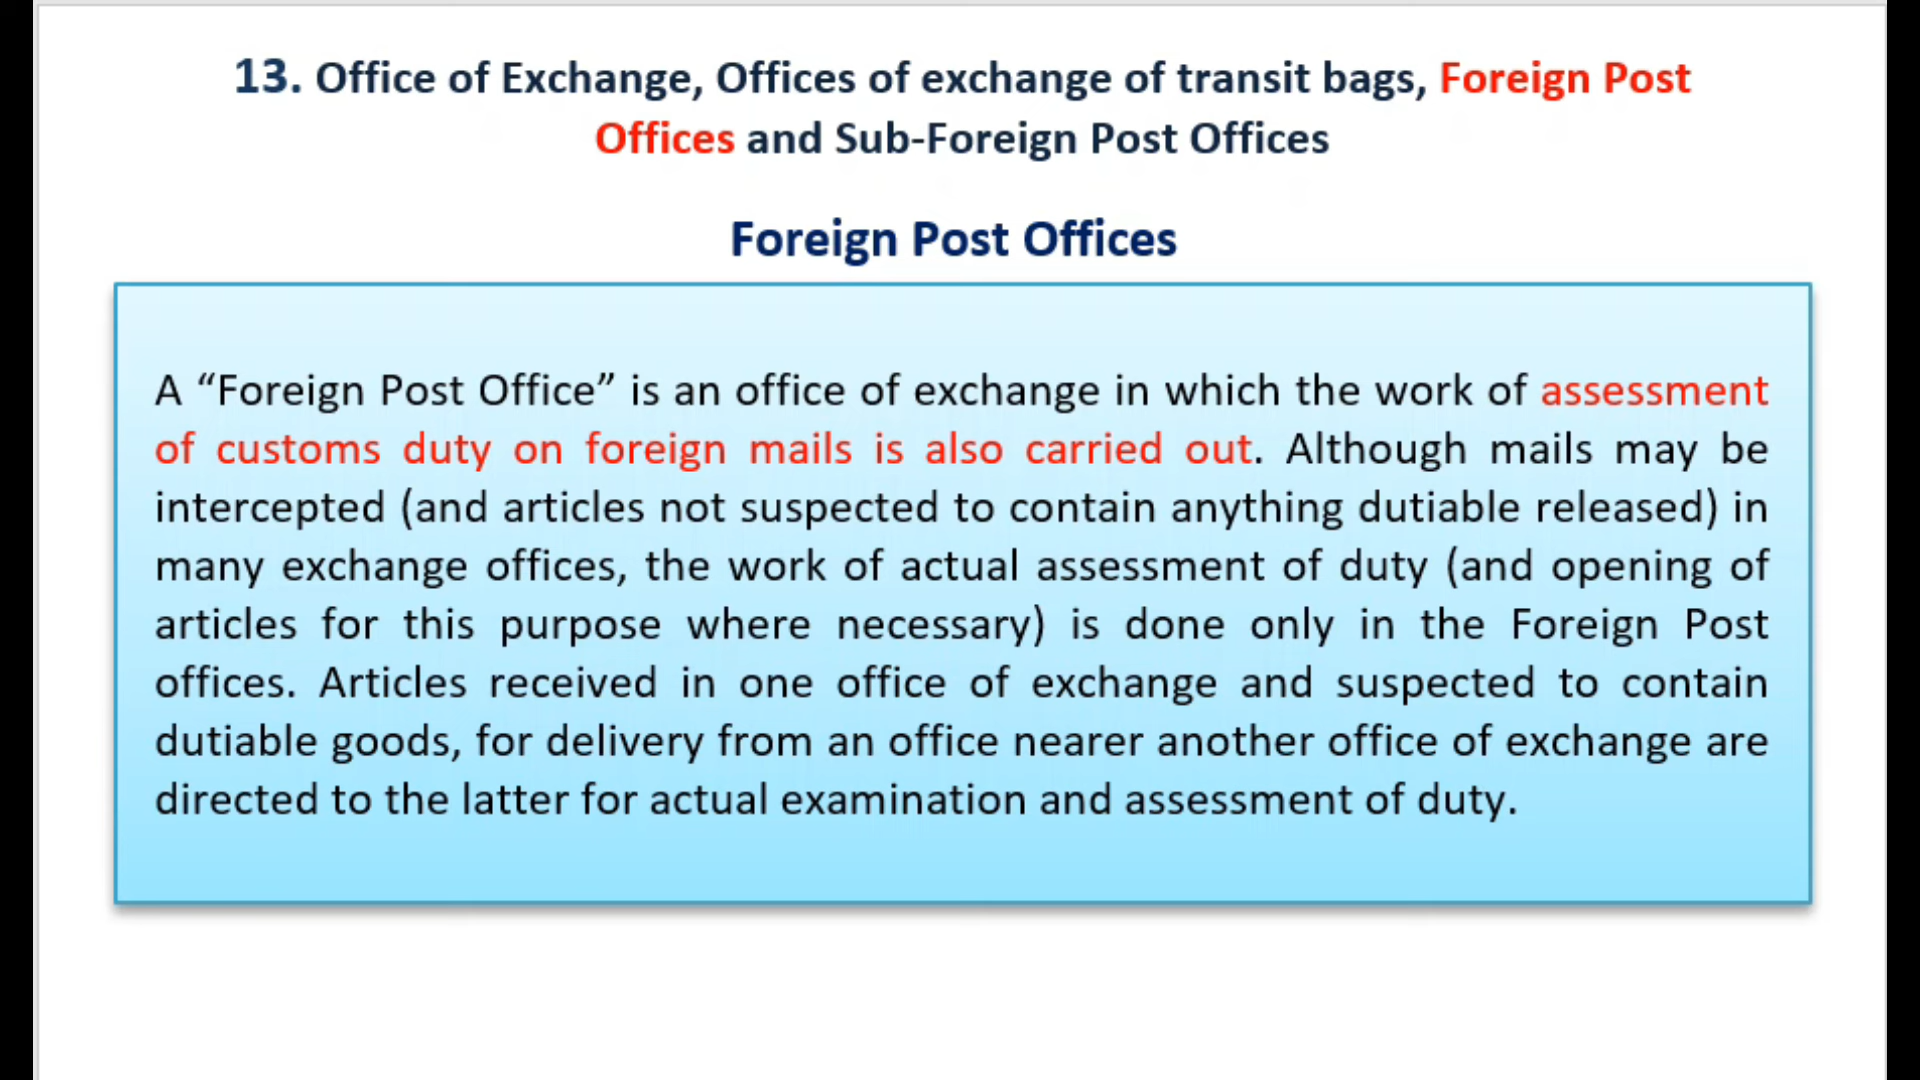 13. Office of Exchange, Offices of exchange of transit bags, Foreign Post
Offices and Sub-Foreign Post Offices
Foreign Post Offices
A “Foreign Post Office” is an office of exchange in which the work of assessment
of customs duty on foreign mails is also carried out. Although mails may be
intercepted (and articles not suspected to contain anything dutiable released) in
many exchange offices, the work of actual assessment of duty (and opening of
articles for this purpose where necessary) is done only in the Foreign Post
offices. Articles received in one office of exchange and suspected to contain
dutiable goods, for delivery from an office nearer another office of exchange are
directed to the latter for actual examination and assessment of duty.